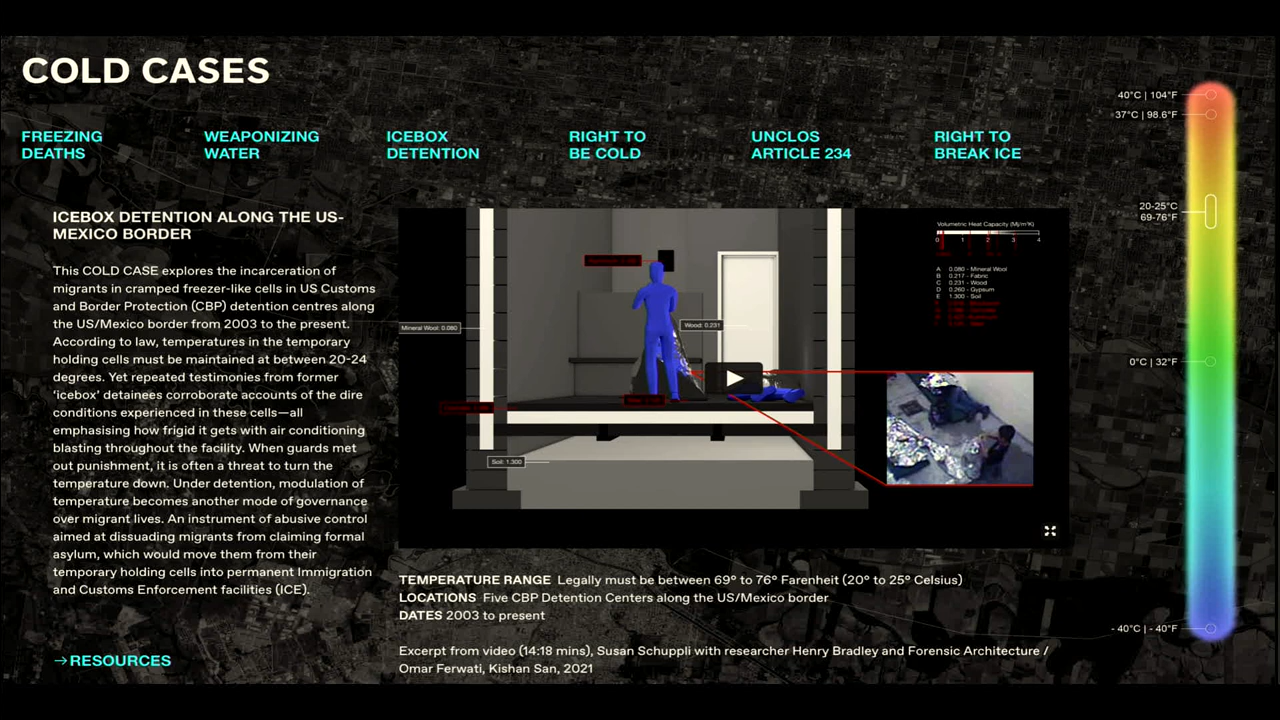 COLD CASES
FREEZING
DEATHS
WEAPONIZING
WATER
ICEBOX
DETENTION
RIGHT TO
BE COLD
UNCLOS
ARTICLE 234
RIGHT TO
BREAK ICE
ICEBOX DETENTION ALONG THE US-
MEXICO BORDER
This COLD CASE explores the incarceration of
migrants in cramped freezer-like cells in US Customs
and Border Protection (CBP) detention centres along
the US/Mexico border from 2003 to the present.
According to law, temperatures in the temporary
holding cells must be maintained at between 20-24
degrees. Yet repeated testimonies from former
‘icebox’ detainees corroborate accounts of the dire
conditions experienced in these cells—all
emphasising how frigid it gets with air conditioning
blasting throughout the facility. When guards met
out punishment, it is often a threat to turn the
temperature down. Under detention, modulation of
temperature becomes another mode of governance
over migrant lives. An instrument of abusive control
aimed at dissuading migrants from claiming formal
asylum, which would move them from their
temporary holding cells into permanent Immigration
and Customs Enforcement facilities (ICE).
→RESOURCES
Mineral Wool: 0.080
Wood: 0.231
Soil: 1.300
Volumetric Heat Capacity (Mj/m³K)
0 1 2 3 4
A 0.080 - Mineral Wool
B 0.217 - Fabric
C 0.231 - Wood
D 0.260 - Gypsum
E 1.300 - Soil
TEMPERATURE RANGE Legally must be between 69° to 76° Farenheit (20° to 25° Celsius)
LOCATIONS Five CBP Detention Centers along the US/Mexico border
DATES 2003 to present
Excerpt from video (14:18 mins), Susan Schuppli with researcher Henry Bradley and Forensic Architecture /
Omar Ferwati, Kishan San, 2021
40°C | 104°F
37°C | 98.6°F
20-25°C
69-76°F
0°C | 32°F
- 40°C | - 40°F